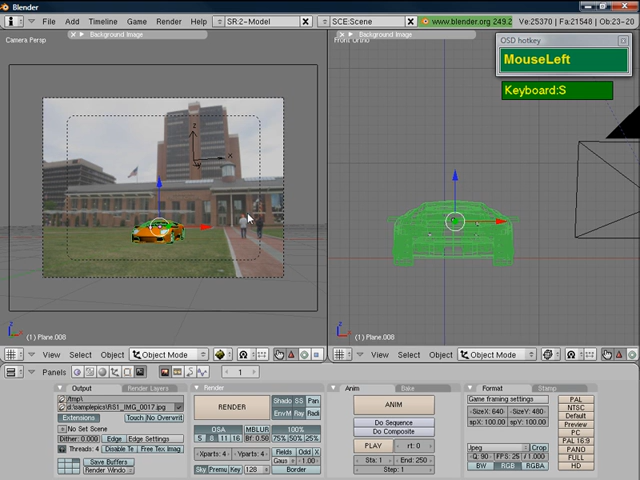 Blender
File Add Timeline Game Render Help SR:2-Model SCE:Scene www.blender.org 249.2 Ve:25370 | Fa:21548 | Ob:23-20
Camera Persp
Background Image
Front Ortho
Background Image
OSD hotkey
MouseLeft
Keyboard:S
z
x
y
(1) Plane.008
(1) Plane.008
View Select Object Object Mode
View Select Object Object Mode
Panels 1
Output Render Layers
/tmp\
d:\samplepics\RS1_IMG_0017.jpg
Extensions Touch No Overwrit
No Set Scene
Dither: 0.000 Edge Edge Settings
Threads: 4 Disable Te Free Tex Imag
Save Buffers
Render Windo
Render
RENDER
Shado SS Pan
EnvM Ray Radi
OSA MBLUR 100%
5 8 11 16 Bf: 0.50 75% 50% 25%
Xparts: 4 Yparts: 4 Fields Odd X
Gaus 1.00
Sky Premu Key 128 Border
Anim Bake
ANIM
Do Sequence
Do Composite
PLAY rt: 0
Sta: 1 End: 250
Step: 1
Format Stamp
Game framing settings
SizeX: 640 SizeY: 480
AspX: 100.00 AspY: 100.00
Jpeg Crop
Q: 90 FPS: 25 / 1.000
BW RGB RGBA
PAL
NTSC
Default
Preview
PC
PAL 16:9
PANO
FULL
HD